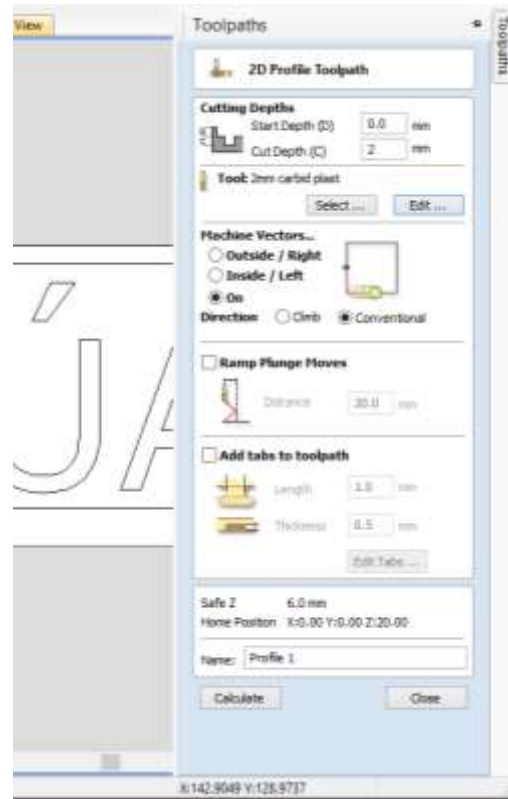 View
Toolpaths
Toolpaths
2D Profile Toolpath
Cutting Depths
Start Depth (D) 0.0 mm
Cut Depth (C) 2 mm
Tool: 2mm carbid plast
Select ... Edit ...
Machine Vectors...
Outside / Right
Inside / Left
On
Direction Climb Conventional
Ramp Plunge Moves
Distance 20.0 mm
Add tabs to toolpath
Length 1.0 mm
Thickness 0.5 mm
Edit Tabs ...
Safe Z 6.0 mm
Home Position X:0.00 Y:0.00 Z:20.00
Name: Profile 1
Calculate Close
X:142.9049 Y:128.9737
ÚA